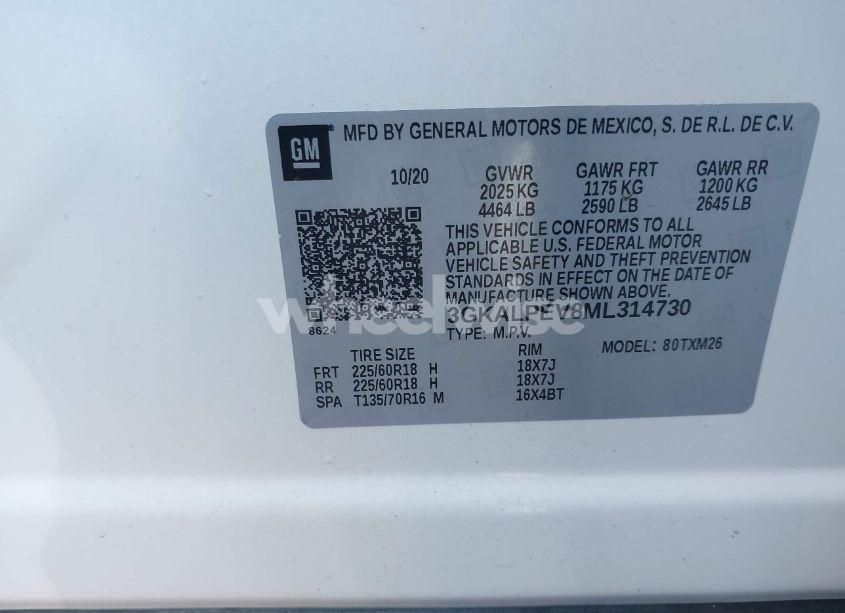 GM ® MFD BY GENERAL MOTORS DE MEXICO, S. DE R.L. DE C.V.
10/20 GVWR GAWR FRT GAWR RR
2025 KG 1175 KG 1200 KG
4464 LB 2590 LB 2645 LB
THIS VEHICLE CONFORMS TO ALL
APPLICABLE U.S. FEDERAL MOTOR
VEHICLE SAFETY AND THEFT PREVENTION
STANDARDS IN EFFECT ON THE DATE OF
MANUFACTURE SHOWN ABOVE.
3GKALPEV8ML314730
8624 TYPE: M.P.V. MODEL: 80TXM26
TIRE SIZE RIM
FRT 225/60R18 H 18X7J
RR 225/60R18 H 18X7J
SPA T135/70R16 M 16X4BT